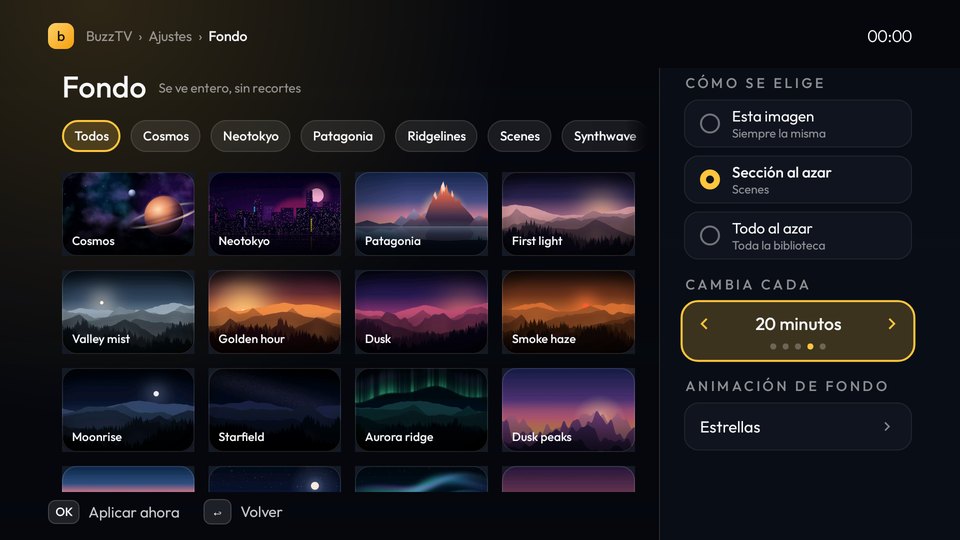 b BuzzTV › Ajustes › Fondo
00:00
Fondo Se ve entero, sin recortes
Todos Cosmos Neotokyo Patagonia Ridgelines Scenes Synthwave
Cosmos Neotokyo Patagonia First light
Valley mist Golden hour Dusk Smoke haze
Moonrise Starfield Aurora ridge Dusk peaks
CÓMO SE ELIGE
Esta imagen
Siempre la misma
Sección al azar
Scenes
Todo al azar
Toda la biblioteca
CAMBIA CADA
20 minutos
ANIMACIÓN DE FONDO
Estrellas
OK Aplicar ahora Volver